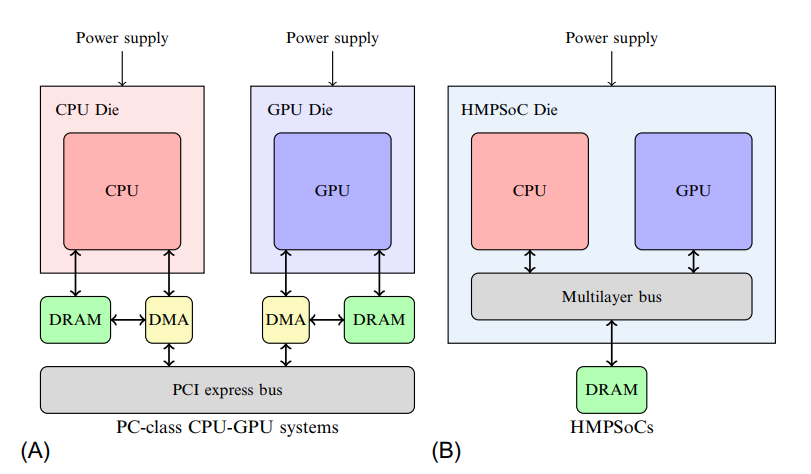 Power supply
Power supply
Power supply
CPU Die
GPU Die
HMPSoC Die
CPU
GPU
CPU
GPU
Multilayer bus
DRAM
DMA
DMA
DRAM
PCI express bus
DRAM
PC-class CPU-GPU systems
HMPSoCs
(A)
(B)